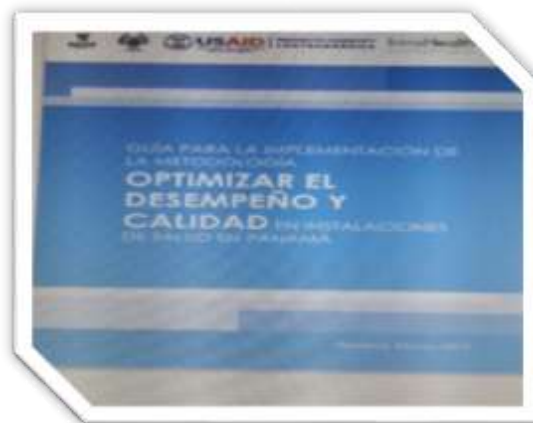 USAID
GUÍA PARA LA IMPLEMENTACIÓN DE
LA METODOLOGÍA
OPTIMIZAR EL
DESEMPEÑO Y
CALIDAD EN INSTALACIONES
DE SALUD EN PANAMÁ